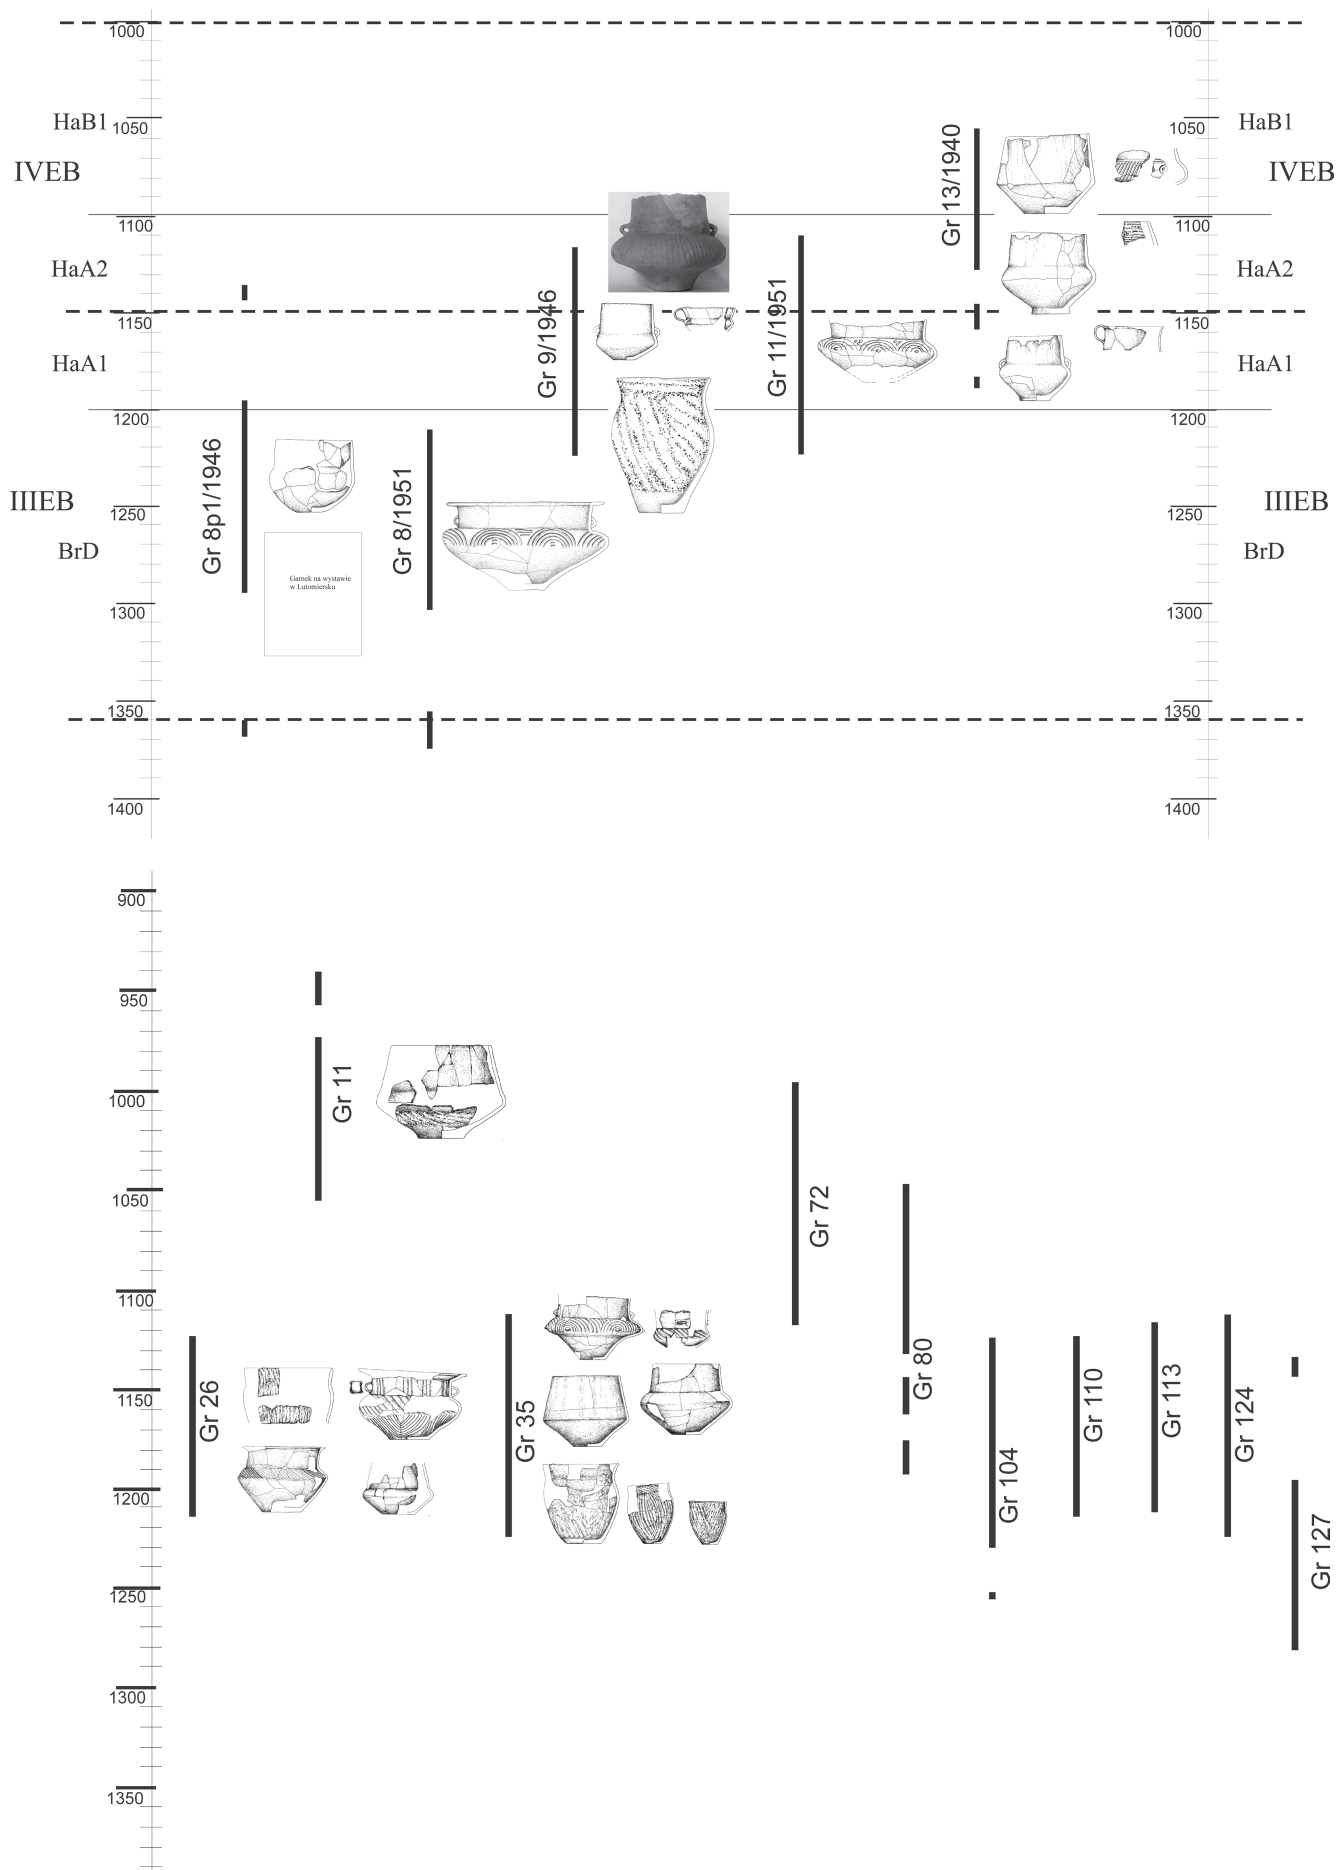 1000 1000
HaB1 1050 1050 HaB1
IVEB IVEB
Gr 13/1940
1100 1100
HaA2 HaA2
1150 1150
Gr 9/1946
Gr 11/1951
HaA1 HaA1
1200 1200
Gr 8p1/1946
Gr 8/1951
IIIEB 1250 1250 IIIEB
BrD BrD
Garnek na wystawie
w Lutomiersku
1300 1300
1350 1350
1400 1400
900
950
Gr 11
1000
1050
Gr 72
1100
Gr 80
1150
Gr 26
Gr 35
Gr 110
Gr 113
Gr 124
1200
Gr 104
Gr 127
1250
1300
1350